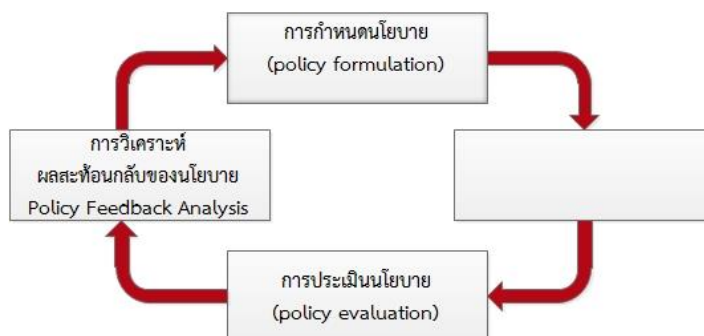 การกำหนดนโยบาย
(policy formulation)
การวิเคราะห์
ผลสะท้อนกลับของนโยบาย
Policy Feedback Analysis
การประเมินนโยบาย
(policy evaluation)